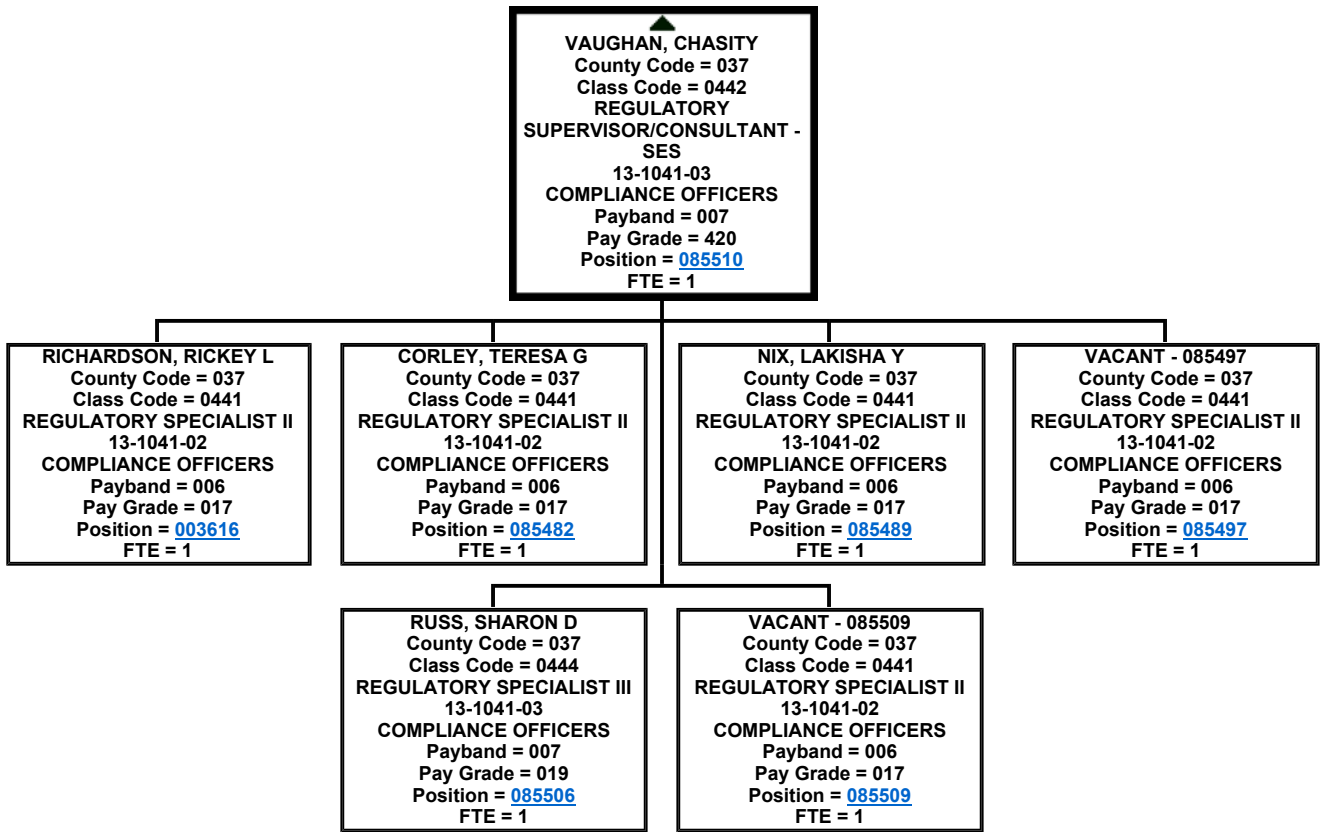 VAUGHAN, CHASITY
County Code = 037
Class Code = 0442
REGULATORY
SUPERVISOR/CONSULTANT -
SES
13-1041-03
COMPLIANCE OFFICERS
Payband = 007
Pay Grade = 420
Position = 085510
FTE = 1
RICHARDSON, RICKEY L
County Code = 037
Class Code = 0441
REGULATORY SPECIALIST II
13-1041-02
COMPLIANCE OFFICERS
Payband = 006
Pay Grade = 017
Position = 003616
FTE = 1
CORLEY, TERESA G
County Code = 037
Class Code = 0441
REGULATORY SPECIALIST II
13-1041-02
COMPLIANCE OFFICERS
Payband = 006
Pay Grade = 017
Position = 085482
FTE = 1
NIX, LAKISHA Y
County Code = 037
Class Code = 0441
REGULATORY SPECIALIST II
13-1041-02
COMPLIANCE OFFICERS
Payband = 006
Pay Grade = 017
Position = 085489
FTE = 1
VACANT - 085497
County Code = 037
Class Code = 0441
REGULATORY SPECIALIST II
13-1041-02
COMPLIANCE OFFICERS
Payband = 006
Pay Grade = 017
Position = 085497
FTE = 1
RUSS, SHARON D
County Code = 037
Class Code = 0444
REGULATORY SPECIALIST III
13-1041-03
COMPLIANCE OFFICERS
Payband = 007
Pay Grade = 019
Position = 085506
FTE = 1
VACANT - 085509
County Code = 037
Class Code = 0441
REGULATORY SPECIALIST II
13-1041-02
COMPLIANCE OFFICERS
Payband = 006
Pay Grade = 017
Position = 085509
FTE = 1